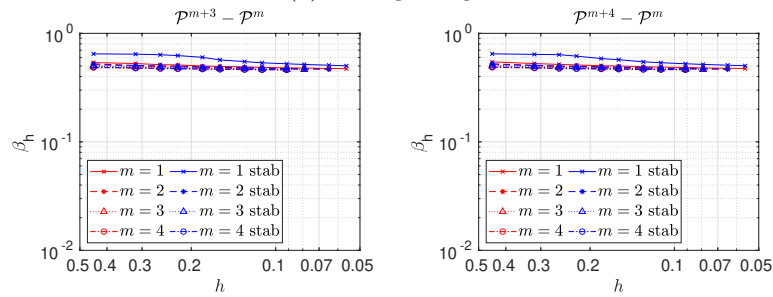 𝒫^{m+3} − 𝒫^m
10^0
10^{-1}
10^{-2}
β_h
m = 1 m = 1 stab
m = 2 m = 2 stab
m = 3 m = 3 stab
m = 4 m = 4 stab
0.5 0.4 0.3 0.2 0.1 0.07 0.05
h
𝒫^{m+4} − 𝒫^m
10^0
10^{-1}
10^{-2}
β_h
m = 1 m = 1 stab
m = 2 m = 2 stab
m = 3 m = 3 stab
m = 4 m = 4 stab
0.5 0.4 0.3 0.2 0.1 0.07 0.05
h